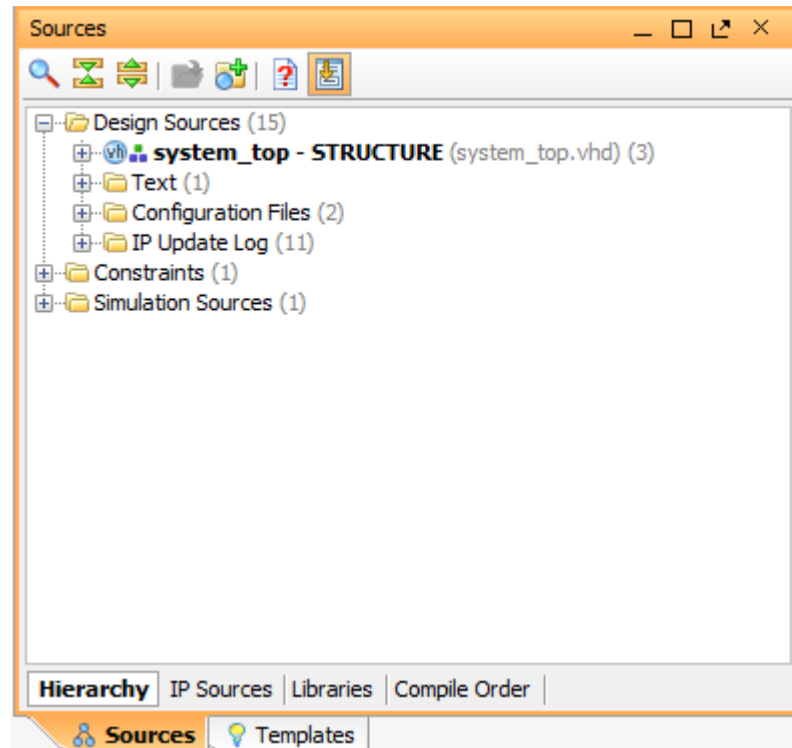 Sources
Design Sources (15)
system_top - STRUCTURE (system_top.vhd) (3)
Text (1)
Configuration Files (2)
IP Update Log (11)
Constraints (1)
Simulation Sources (1)
Hierarchy IP Sources Libraries Compile Order
Sources Templates